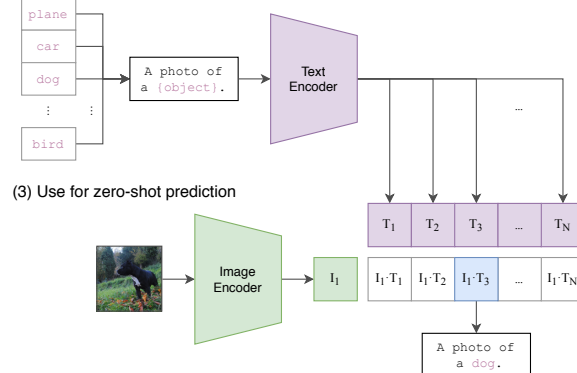 plane
car
dog
⋮ ⋮
bird
A photo of
a {object}.
Text
Encoder
...
(3) Use for zero-shot prediction
Image
Encoder
I1
T1 T2 T3 ... TN
I1·T1 I1·T2 I1·T3 ... I1·TN
A photo of
a dog.